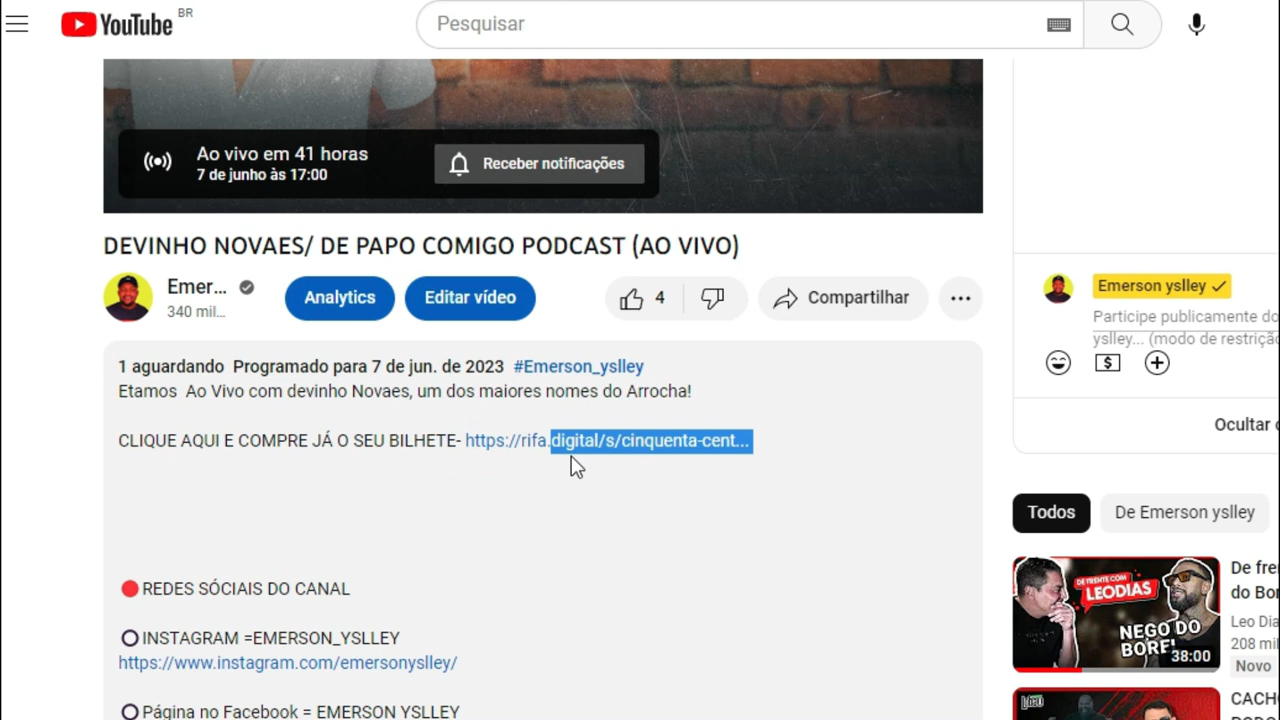 YouTube BR
Pesquisar
Ao vivo em 41 horas
7 de junho às 17:00
Receber notificações
DEVINHO NOVAES/ DE PAPO COMIGO PODCAST (AO VIVO)
Emer...
340 mil...
Analytics
Editar vídeo
4
Compartilhar
1 aguardando Programado para 7 de jun. de 2023 #Emerson_yslley
Etamos Ao Vivo com devinho Novaes, um dos maiores nomes do Arrocha!
CLIQUE AQUI E COMPRE JÁ O SEU BILHETE- https://rifa.digital/s/cinquenta-cent...
REDES SÓCIAIS DO CANAL
INSTAGRAM =EMERSON_YSLLEY
https://www.instagram.com/emersonyslley/
Página no Facebook = EMERSON YSLLEY
Emerson yslley
Participe publicamente do
yslley... (modo de restriçã
Ocultar
Todos
De Emerson yslley
DE FRENTE COM
LEODIAS
NEGO DO
BOREL
38:00
De fre
do Bor
Leo Dia
208 mil
Novo
CACH